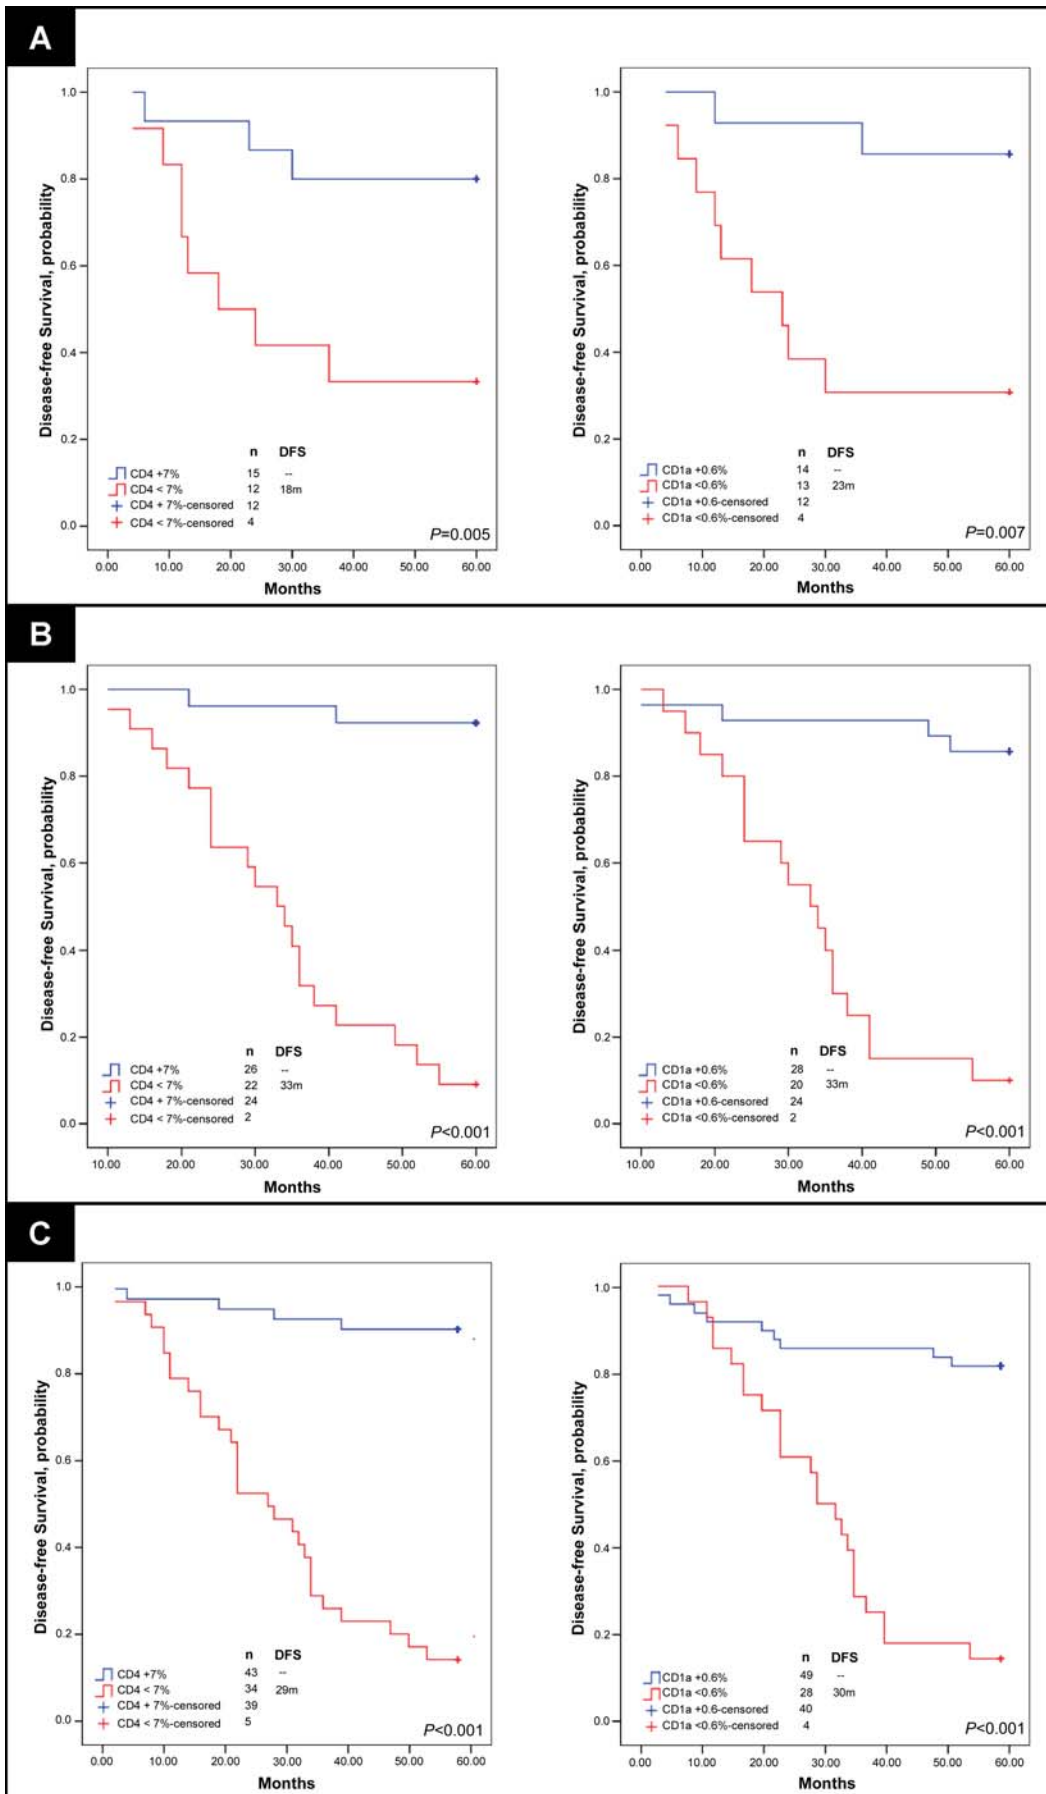 A
1.0
0.8
0.6
0.4
0.2
0.0
Disease-free Survival, probability
n DFS
CD4 +7% 15 --
CD4 < 7% 12 18m
CD4 + 7%-censored 12
CD4 < 7%-censored 4
P=0.005
0.00 10.00 20.00 30.00 40.00 50.00 60.00
Months
1.0
0.8
0.6
0.4
0.2
0.0
Disease-free Survival, probability
n DFS
CD1a +0.6% 14 --
CD1a <0.6% 13 23m
CD1a +0.6-censored 12
CD1a <0.6%-censored 4
P=0.007
0.00 10.00 20.00 30.00 40.00 50.00 60.00
Months
B
1.0
0.8
0.6
0.4
0.2
0.0
Disease-free Survival, probability
n DFS
CD4 +7% 26 --
CD4 < 7% 22 33m
CD4 + 7%-censored 24
CD4 < 7%-censored 2
P<0.001
10.00 20.00 30.00 40.00 50.00 60.00
Months
1.0
0.8
0.6
0.4
0.2
0.0
Disease-free Survival, probability
n DFS
CD1a +0.6% 28 --
CD1a <0.6% 20 33m
CD1a +0.6-censored 24
CD1a <0.6%-censored 2
P<0.001
10.00 20.00 30.00 40.00 50.00 60.00
Months
C
1.0
0.8
0.6
0.4
0.2
0.0
Disease-free Survival, probability
n DFS
CD4 +7% 43 --
CD4 < 7% 34 29m
CD4 + 7%-censored 39
CD4 < 7%-censored 5
P<0.001
0.00 10.00 20.00 30.00 40.00 50.00 60.00
Months
1.0
0.8
0.6
0.4
0.2
0.0
Disease-free Survival, probability
n DFS
CD1a +0.6% 49 --
CD1a <0.6% 28 30m
CD1a +0.6-censored 40
CD1a <0.6%-censored 4
P<0.001
0.00 10.00 20.00 30.00 40.00 50.00 60.00
Months